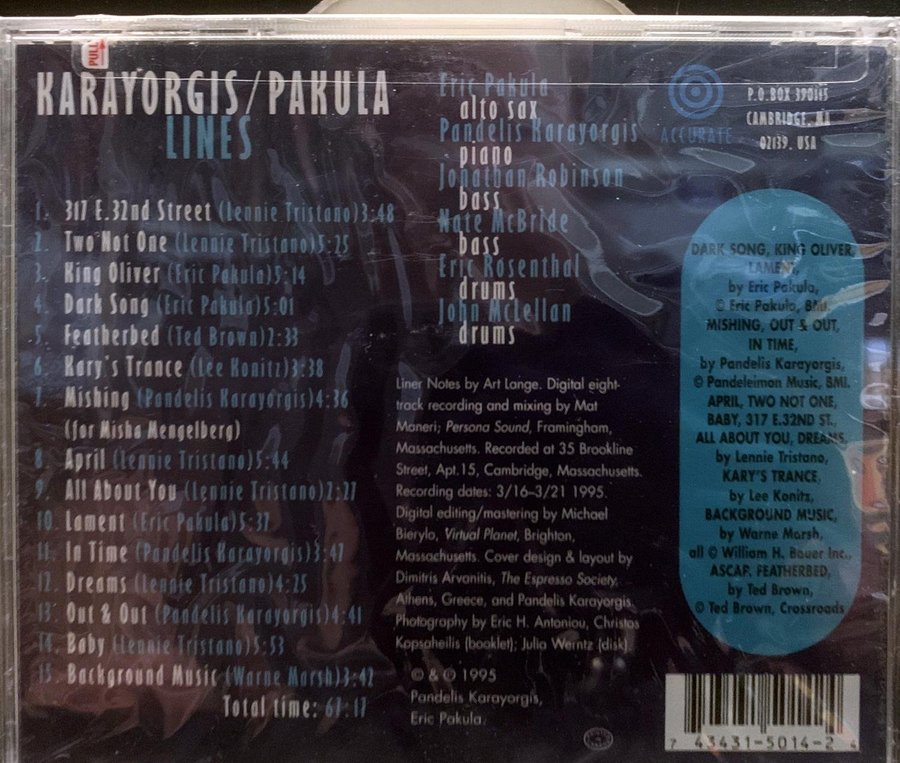 PULL
KARAYORGIS/PAKULA
LINES
1. 317 E.32nd Street (Lennie Tristano)3:48
2. Two Not One (Lennie Tristano)5:25
3. King Oliver (Eric Pakula)5:14
4. Dark Song (Eric Pakula)5:01
5. Featherbed (Ted Brown)2:33
6. Kary's Trance (Lee Konitz)3:38
7. Mishing (Pandelis Karayorgis)4:36
(for Misha Mengelberg)
8. April (Lennie Tristano)5:44
9. All About You (Lennie Tristano)2:27
10. Lament (Eric Pakula)5:37
11. In Time (Pandelis Karayorgis)3:47
12. Dreams (Lennie Tristano)4:25
13. Out & Out (Pandelis Karayorgis)4:41
14. Baby (Lennie Tristano)5:53
15. Background Music (Warne Marsh)3:42
Total time: 67:17
Eric Pakula
alto sax
Pandelis Karayorgis
piano
Jonathan Robinson
bass
Nate McBride
bass
Eric Rosenthal
drums
John McLellan
drums
Liner Notes by Art Lange. Digital eight-
track recording and mixing by Mat
Maneri; Persona Sound, Framingham,
Massachusetts. Recorded at 35 Brookline
Street, Apt.15, Cambridge, Massachusetts.
Recording dates: 3/16–3/21 1995.
Digital editing/mastering by Michael
Bierylo, Virtual Planet, Brighton,
Massachusetts. Cover design & layout by
Dimitris Arvanitis, The Espresso Society,
Athens, Greece, and Pandelis Karayorgis.
Photography by Eric H. Antoniou, Christos
Kopsaheilis (booklet); Julia Werntz (disk).
© & ℗ 1995
Pandelis Karayorgis,
Eric Pakula.
ACCURATE
P.O.BOX 390115
CAMBRIDGE, MA
02139, USA
DARK SONG, KING OLIVER,
LAMENT,
by Eric Pakula,
© Eric Pakula, BMI.
MISHING, OUT & OUT,
IN TIME,
by Pandelis Karayorgis,
© Pandeleimon Music, BMI.
APRIL, TWO NOT ONE,
BABY, 317 E.32ND ST.,
ALL ABOUT YOU, DREAMS,
by Lennie Tristano,
KARY'S TRANCE,
by Lee Konitz,
BACKGROUND MUSIC,
by Warne Marsh,
all © William H. Bauer Inc.,
ASCAP. FEATHERBED,
by Ted Brown,
© Ted Brown, Crossroads
7 43431-5014-2 4